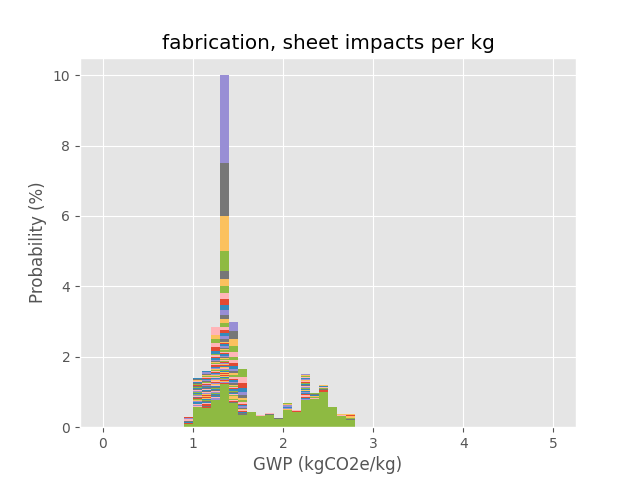 fabrication, sheet impacts per kg
10
8
6
4
2
0
Probability (%)
0 1 2 3 4 5
GWP (kgCO2e/kg)